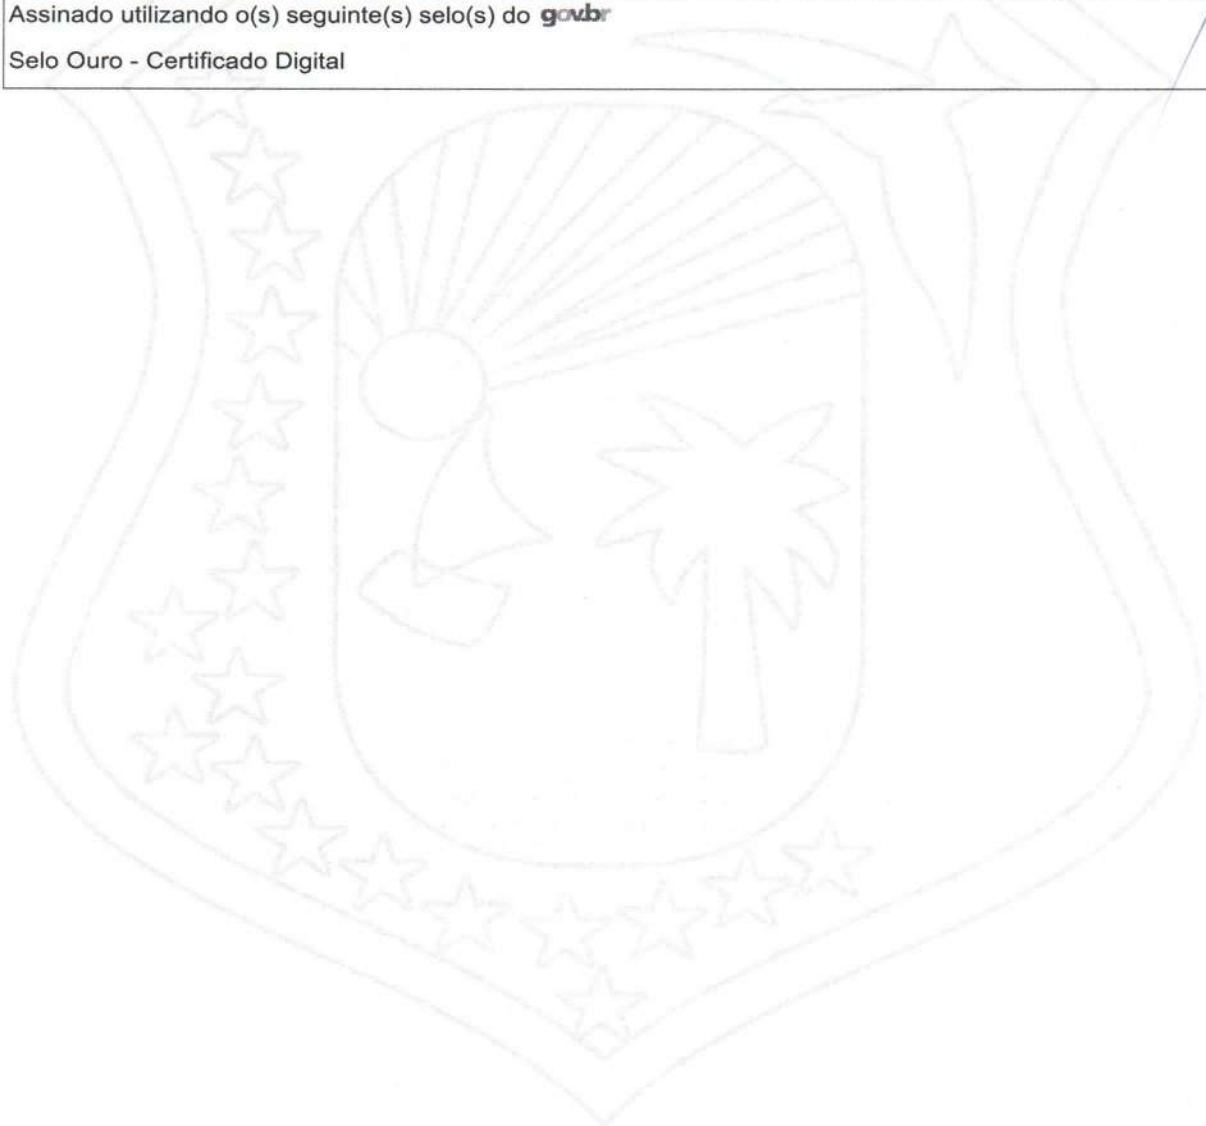 Assinado utilizando o(s) seguinte(s) selo(s) do gov.br
Selo Ouro - Certificado Digital